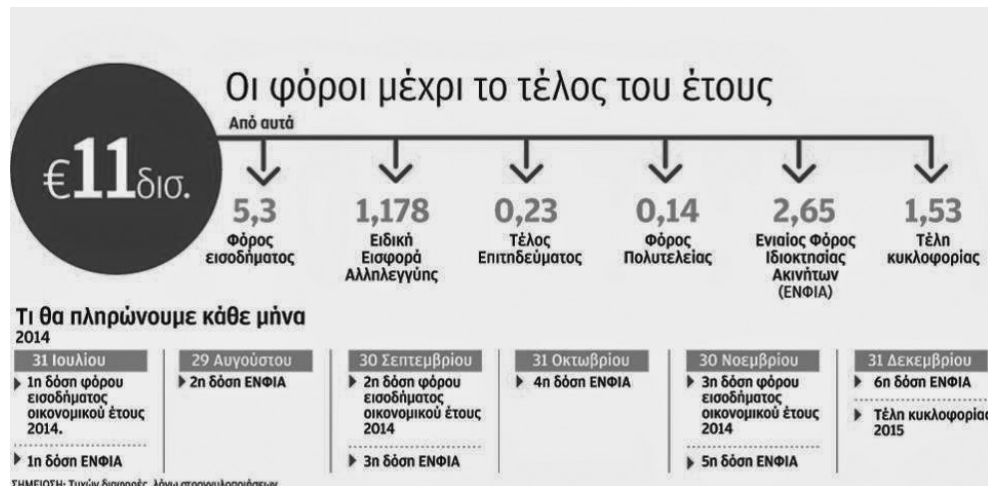 Οι φόροι μέχρι το τέλος του έτους
Από αυτά
€11δισ.
5,3
Φόρος
εισοδήματος
1,178
Ειδική
Εισφορά
Αλληλεγγύης
0,23
Τέλος
Επιτηδεύματος
0,14
Φόρος
Πολυτελείας
2,65
Ενιαίος Φόρος
Ιδιοκτησίας
Ακινήτων
(ΕΝΦΙΑ)
1,53
Τέλη
κυκλοφορίας
Τι θα πληρώνουμε κάθε μήνα
2014
31 Ιουλίου
1η δόση φόρου
εισοδήματος
οικονομικού έτους
2014.
1η δόση ΕΝΦΙΑ
29 Αυγούστου
2η δόση ΕΝΦΙΑ
30 Σεπτεμβρίου
2η δόση φόρου
εισοδήματος
οικονομικού έτους
2014
3η δόση ΕΝΦΙΑ
31 Οκτωβρίου
4η δόση ΕΝΦΙΑ
30 Νοεμβρίου
3η δόση φόρου
εισοδήματος
οικονομικού έτους
2014
5η δόση ΕΝΦΙΑ
31 Δεκεμβρίου
6η δόση ΕΝΦΙΑ
Τέλη κυκλοφορίας
2015
ΣΗΜΕΙΩΣΗ: Τυχών διαφορές, λόγω στρογγυλοποιήσεων